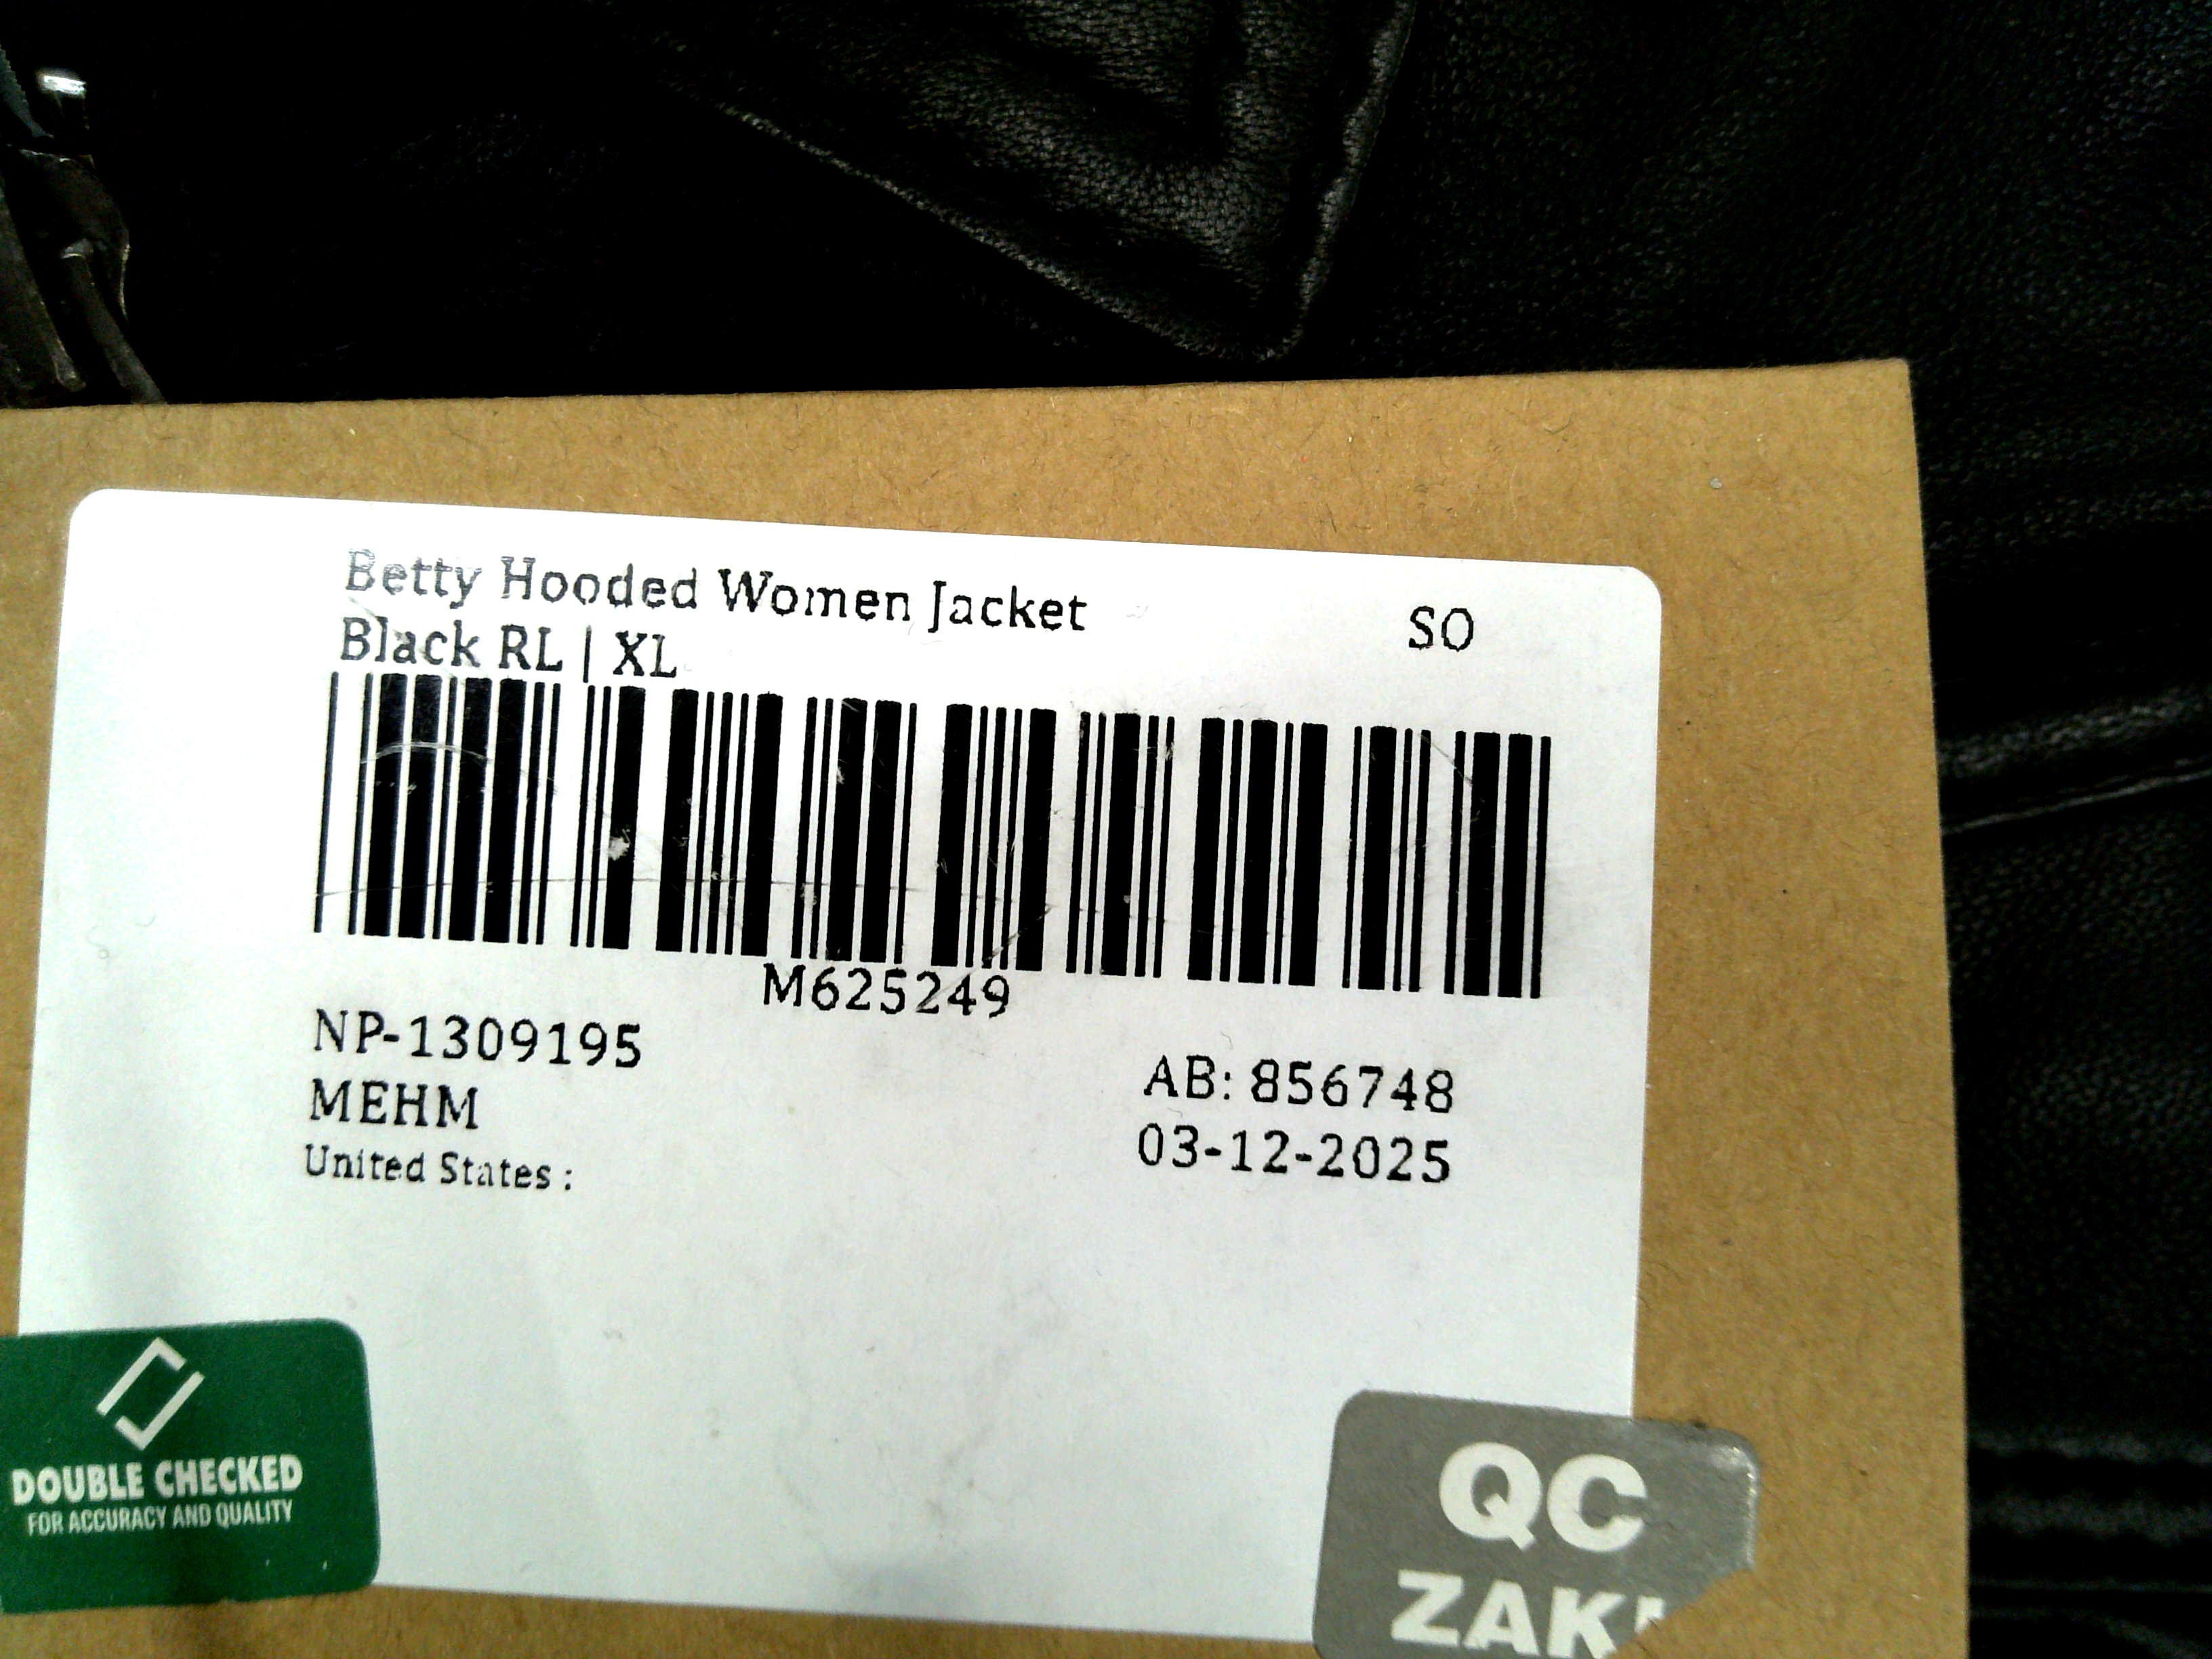 Betty Hooded Women Jacket
SO
Black RL | XL
M625249
NP-1309195
MEHM
United States :
AB: 856748
03-12-2025
DOUBLE CHECKED
FOR ACCURACY AND QUALITY
QC